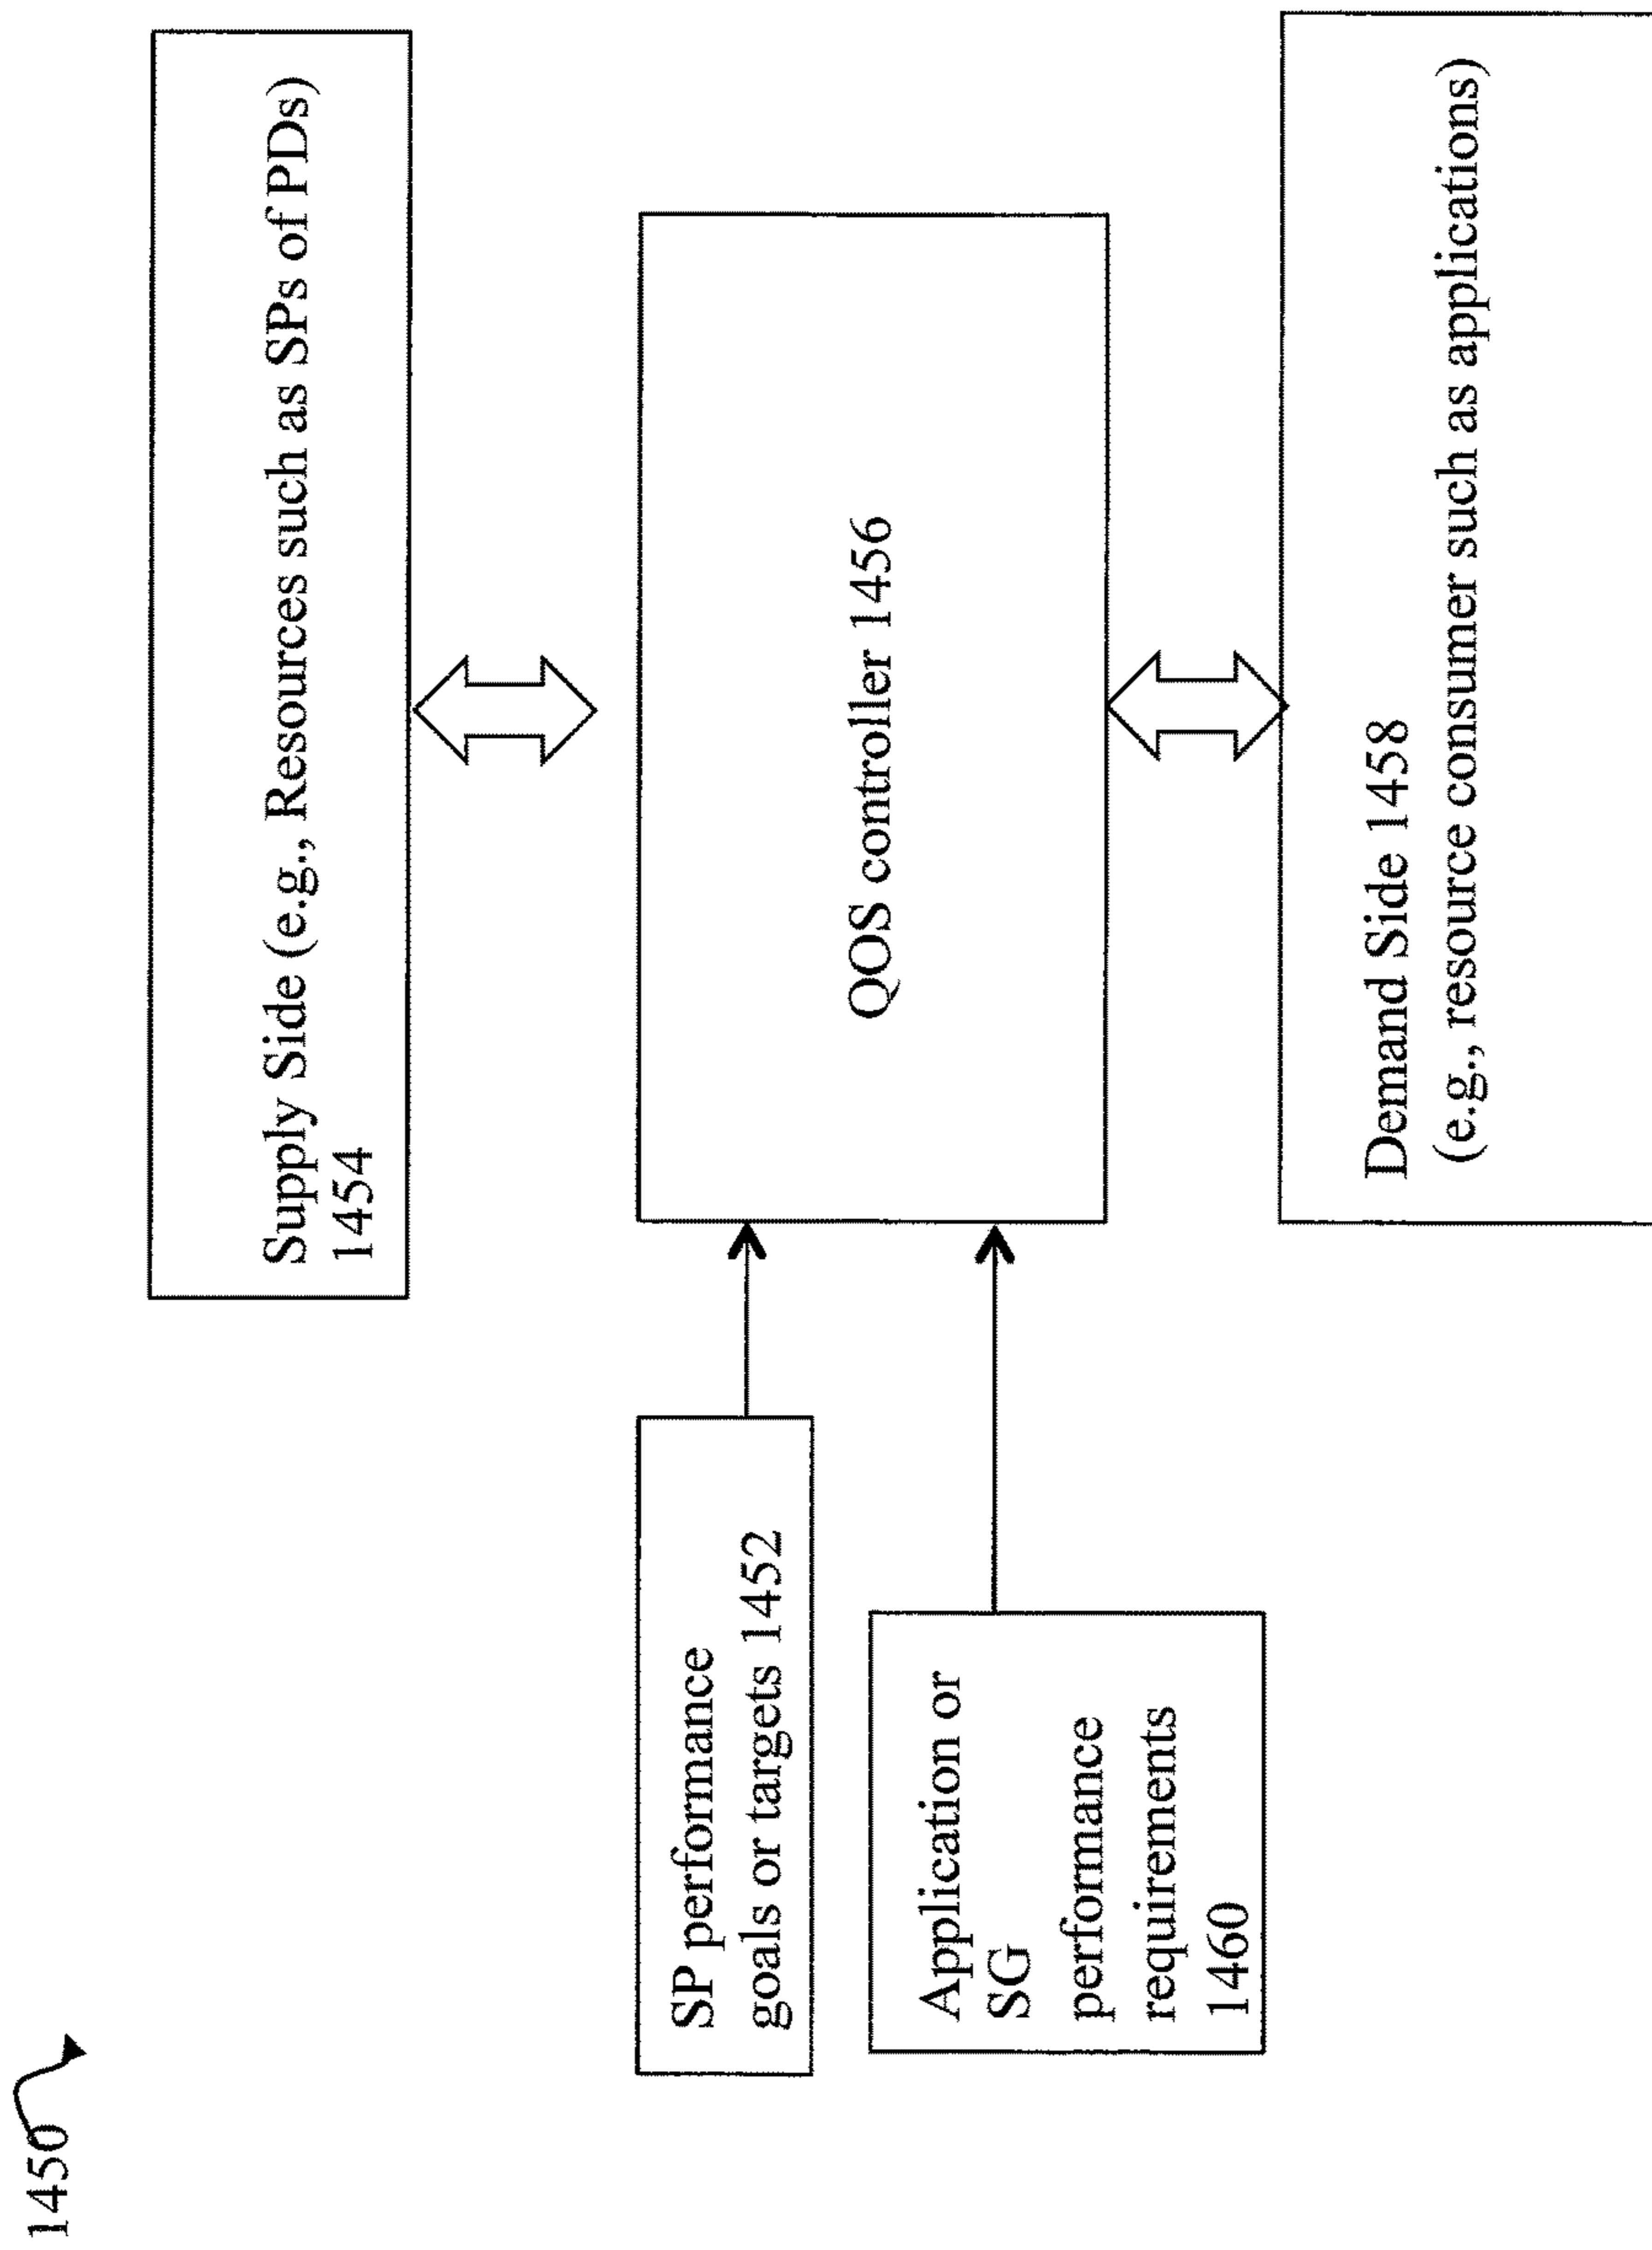 1450
Supply Side (e.g., Resources such as SPs of PDs)
1454
SP performance
goals or targets 1452
QOS controller 1456
Application or
SG
performance
requirements
1460
Demand Side 1458
(e.g., resource consumer such as applications)